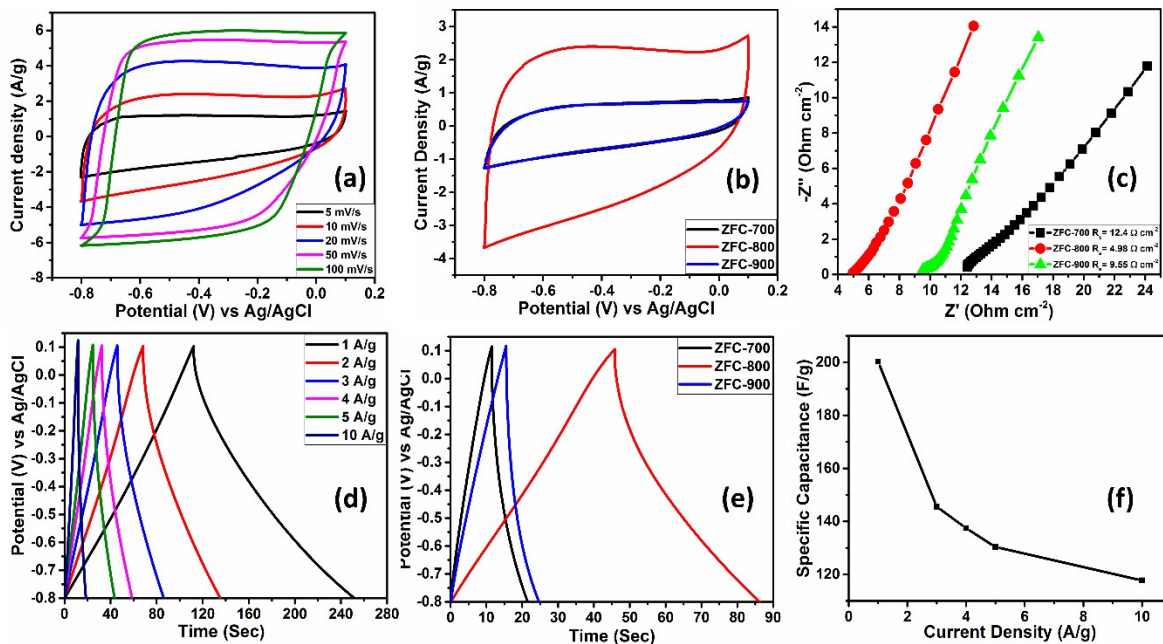 Current density (A/g)
6
4
2
0
-2
-4
-6
-8
-0.8 -0.6 -0.4 -0.2 0.0 0.2
Potential (V) vs Ag/AgCl
(a)
5 mV/s
10 mV/s
20 mV/s
50 mV/s
100 mV/s
Current Density (A/g)
3
2
1
0
-1
-2
-3
-4
-0.8 -0.6 -0.4 -0.2 0.0 0.2
Potential (V) vs Ag/AgCl
(b)
ZFC-700
ZFC-800
ZFC-900
-Z'' (Ohm cm-2)
14
12
10
8
6
4
2
0
4 6 8 10 12 14 16 18 20 22 24
Z' (Ohm cm-2)
(c)
ZFC-700 Rs= 12.4 Ω cm-2
ZFC-800 Rs= 4.98 Ω cm-2
ZFC-900 Rs= 9.55 Ω cm-2
Potential (V) vs Ag/AgCl
0.1
0.0
-0.1
-0.2
-0.3
-0.4
-0.5
-0.6
-0.7
-0.8
0 40 80 120 160 200 240 280
Time (Sec)
(d)
1 A/g
2 A/g
3 A/g
4 A/g
5 A/g
10 A/g
Potential (V) vs Ag/AgCl
0.1
0.0
-0.1
-0.2
-0.3
-0.4
-0.5
-0.6
-0.7
-0.8
0 10 20 30 40 50 60 70 80 90
Time (Sec)
(e)
ZFC-700
ZFC-800
ZFC-900
Specific Capacitance (F/g)
200
180
160
140
120
0 2 4 6 8 10
Current Density (A/g)
(f)